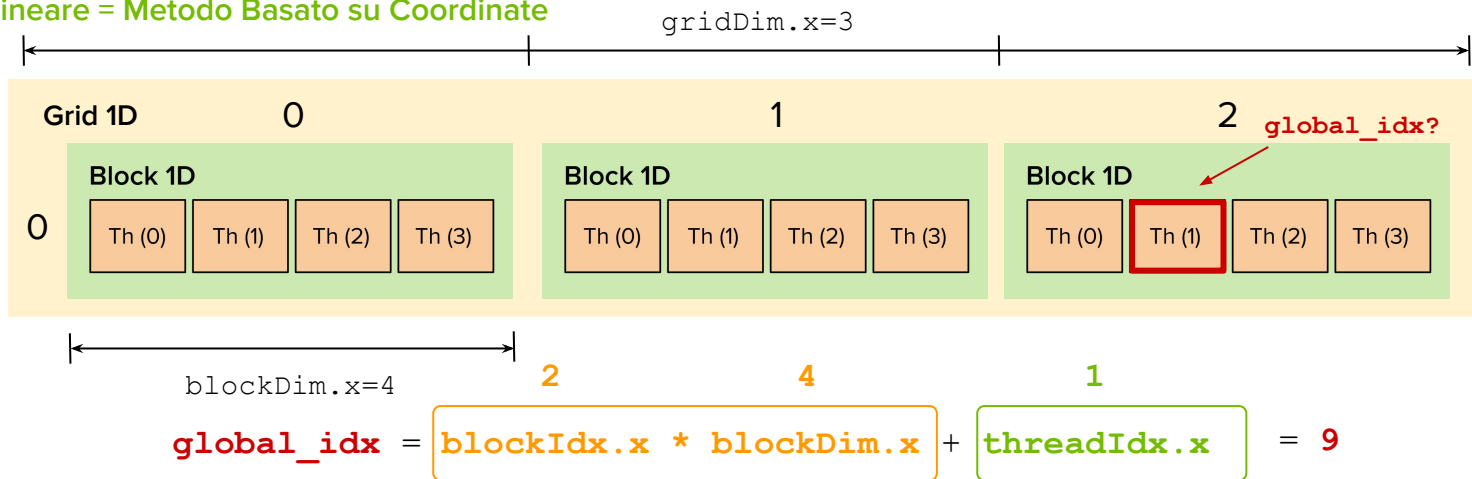 ineare = Metodo Basato su Coordinate
gridDim.x=3
Grid 1D 0 1 2 global_idx?
Block 1D Block 1D Block 1D
0 Th (0) Th (1) Th (2) Th (3) Th (0) Th (1) Th (2) Th (3) Th (0) Th (1) Th (2) Th (3)
blockDim.x=4 2 4 1
global_idx = blockIdx.x * blockDim.x + threadIdx.x = 9